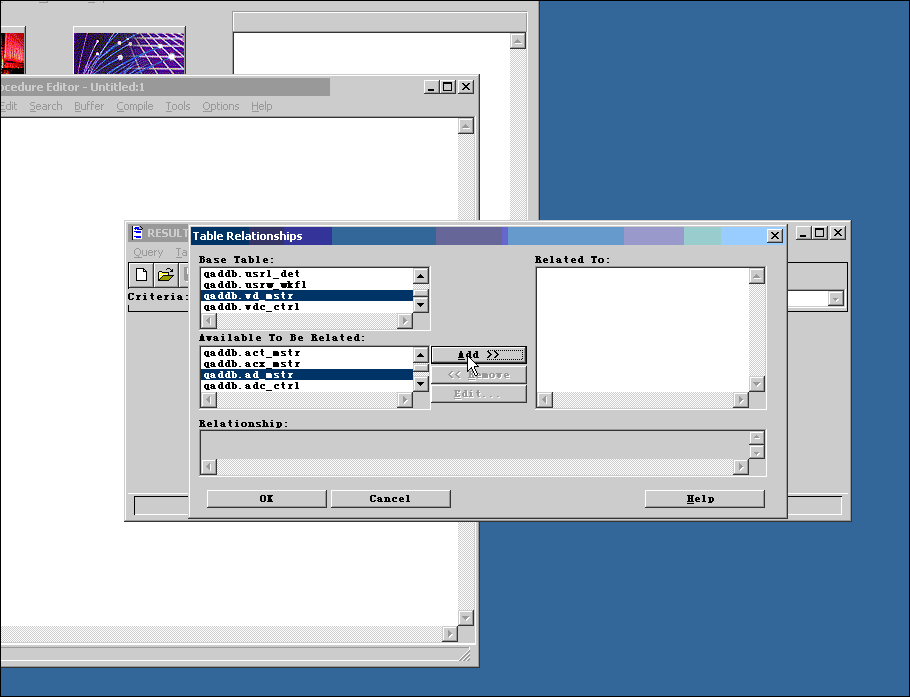 ocedure Editor - Untitled:1
Edit Search Buffer Compile Tools Options Help
RESULT
Table Relationships
Query Ta
Base Table:
Related To:
qaddb.usrl_det
qaddb.usrw_wkfl
qaddb.vd_mstr
qaddb.vdc_ctrl
Criteria:
Available To Be Related:
qaddb.act_mstr
qaddb.acx_mstr
qaddb.ad_mstr
qaddb.adc_ctrl
Add >>
<< Remove
Edit...
Relationship:
OK Cancel Help